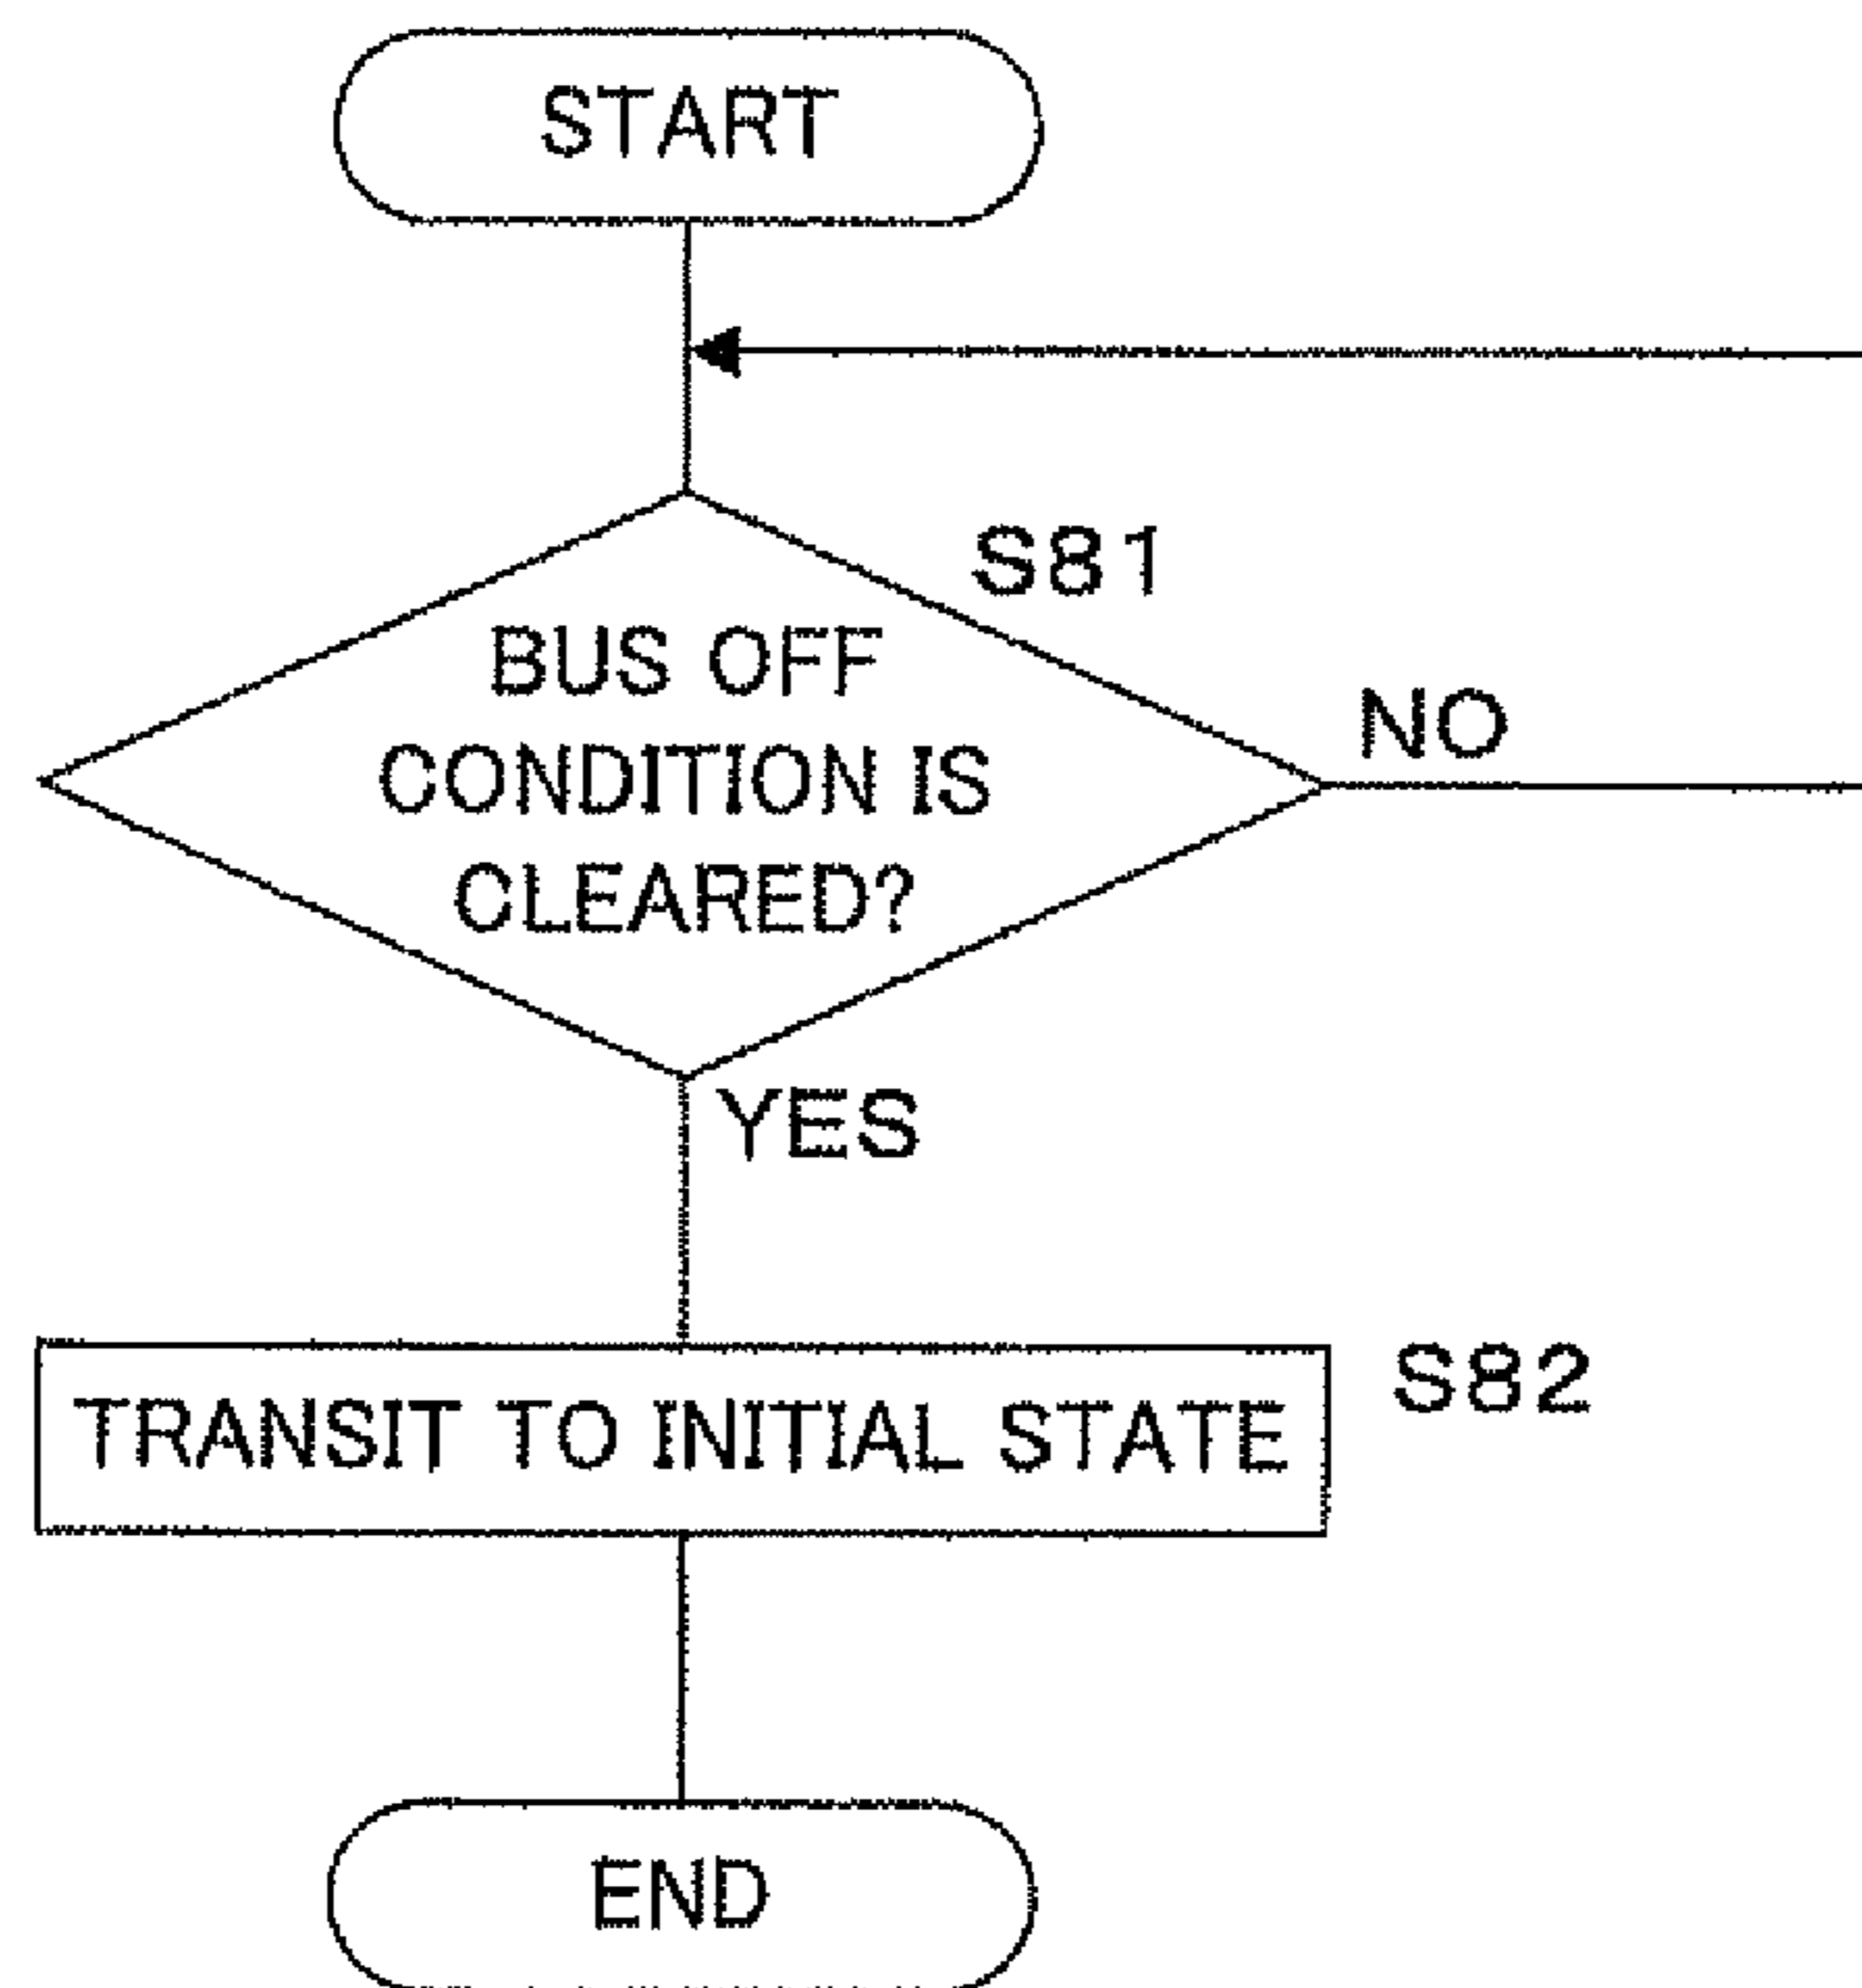 START
S81
BUS OFF
CONDITION IS
CLEARED?
NO
YES
TRANSIT TO INITIAL STATE
S82
END